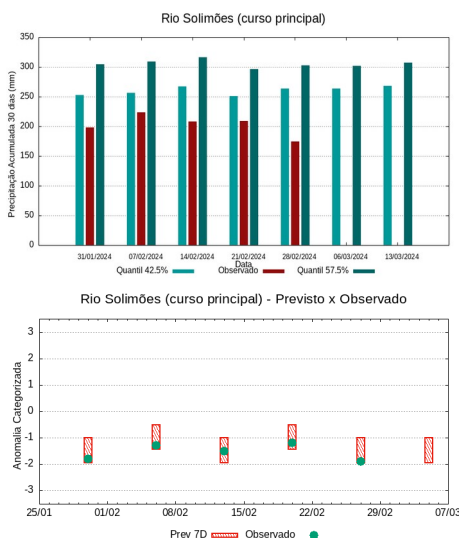 Rio Solimões (curso principal)
350
300
250
200
150
100
50
0
Precipitação Acumulada 30 dias (mm)
31/01/2024 07/02/2024 14/02/2024 21/02/2024 28/02/2024 06/03/2024 13/03/2024
Data
Quantil 42.5% Observado Quantil 57.5%
Rio Solimões (curso principal) - Previsto x Observado
3
2
1
0
-1
-2
-3
Anomalia Categorizada
25/01 01/02 08/02 15/02 22/02 29/02 07/03
Prev 7D Observado